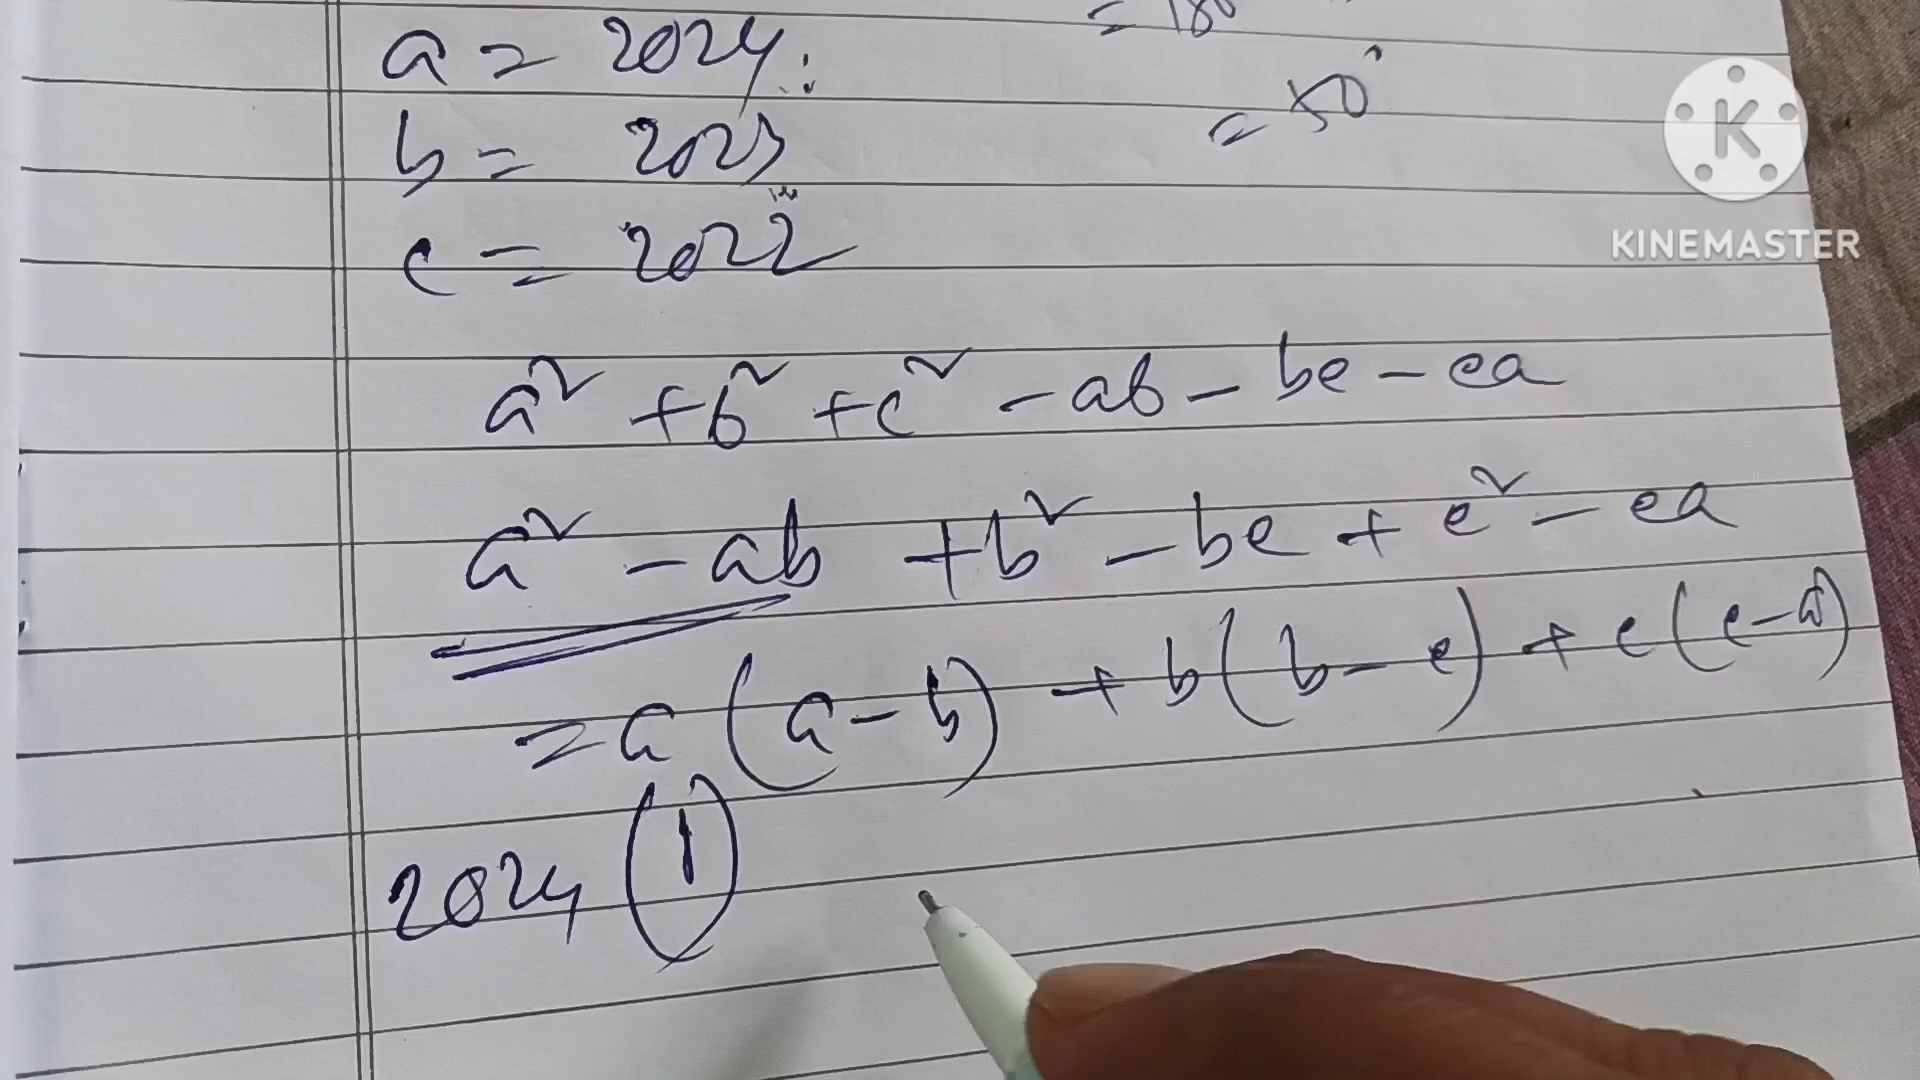 a = 2024
= 180
b = 2023
= 50°
c = 2022
KINEMASTER
a² + b² + c² - ab - bc - ca
a² - ab + b² - bc + c² - ca
= a (a - b) + b (b - c) + c (c - a)
2024 (1)